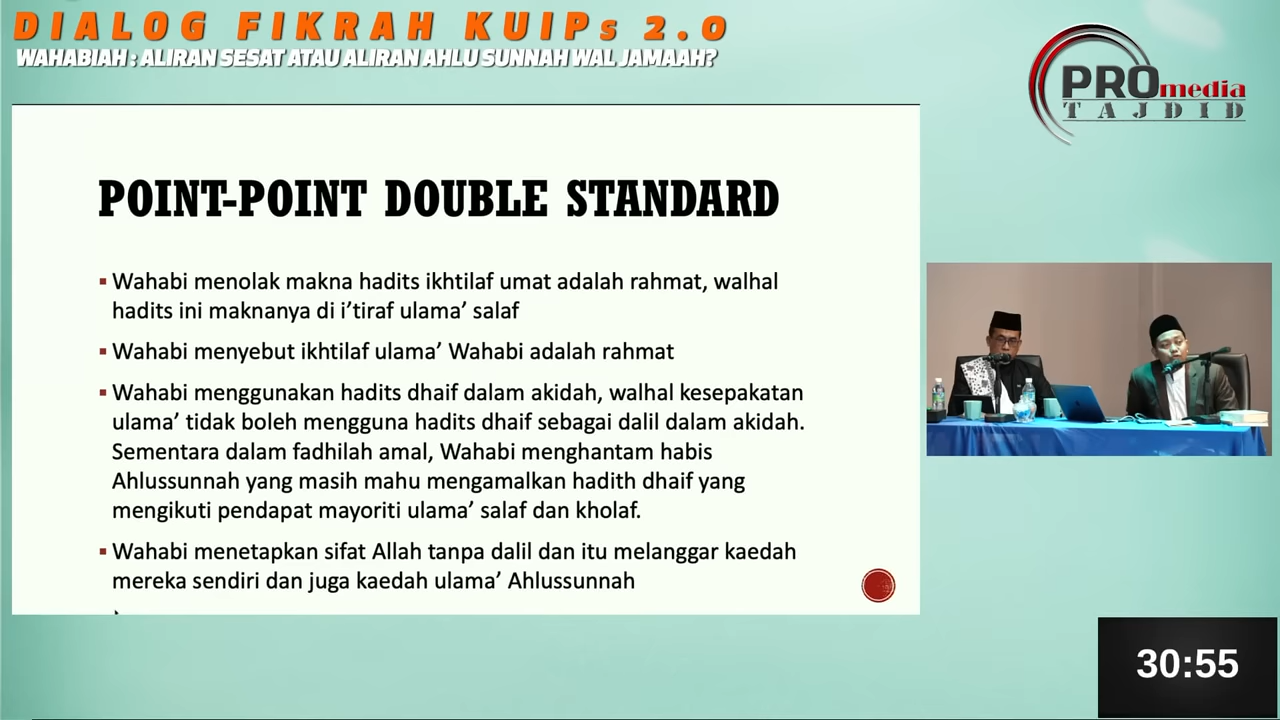 DIALOG FIKRAH KUIPs 2.0
WAHABIAH : ALIRAN SESAT ATAU ALIRAN AHLU SUNNAH WAL JAMAAH?
PROmedia
TAJDID
POINT-POINT DOUBLE STANDARD
▪ Wahabi menolak makna hadits ikhtilaf umat adalah rahmat, walhal
hadits ini maknanya di i’tiraf ulama’ salaf
▪ Wahabi menyebut ikhtilaf ulama’ Wahabi adalah rahmat
▪ Wahabi menggunakan hadits dhaif dalam akidah, walhal kesepakatan
ulama’ tidak boleh mengguna hadits dhaif sebagai dalil dalam akidah.
Sementara dalam fadhilah amal, Wahabi menghantam habis
Ahlussunnah yang masih mahu mengamalkan hadith dhaif yang
mengikuti pendapat mayoriti ulama’ salaf dan kholaf.
▪ Wahabi menetapkan sifat Allah tanpa dalil dan itu melanggar kaedah
mereka sendiri dan juga kaedah ulama’ Ahlussunnah
30:55